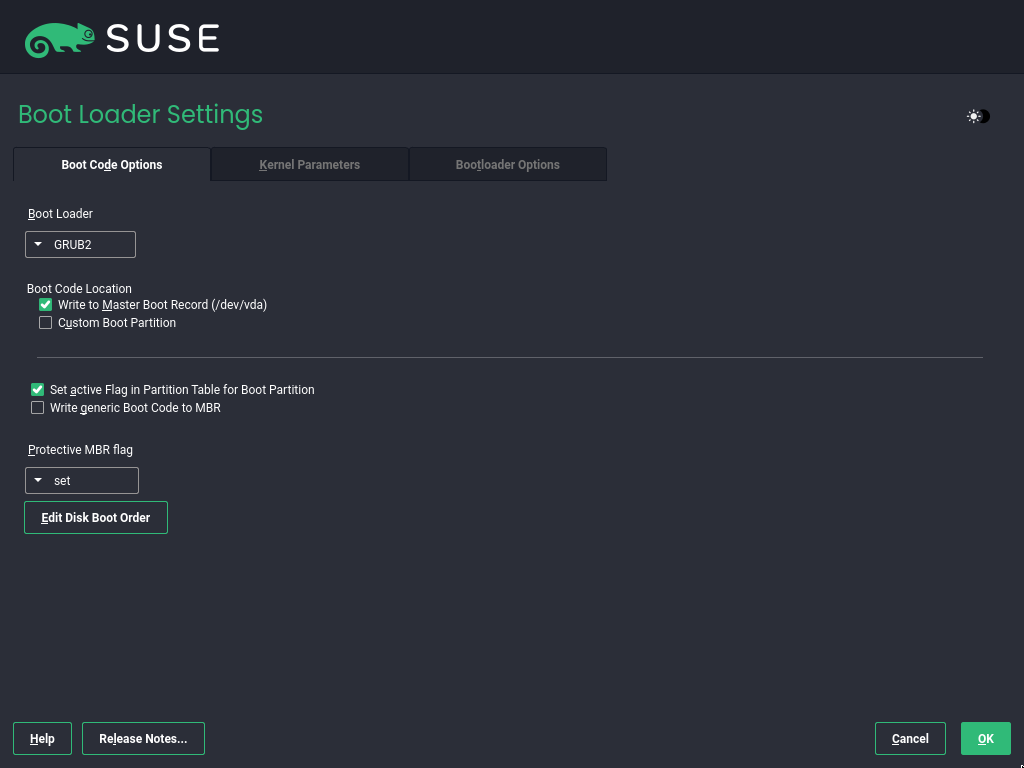 SUSE
Boot Loader Settings
Boot Code Options
Kernel Parameters
Bootloader Options
Boot Loader
GRUB2
Boot Code Location
Write to Master Boot Record (/dev/vda)
Custom Boot Partition
Set active Flag in Partition Table for Boot Partition
Write generic Boot Code to MBR
Protective MBR flag
set
Edit Disk Boot Order
Help
Release Notes...
Cancel
OK